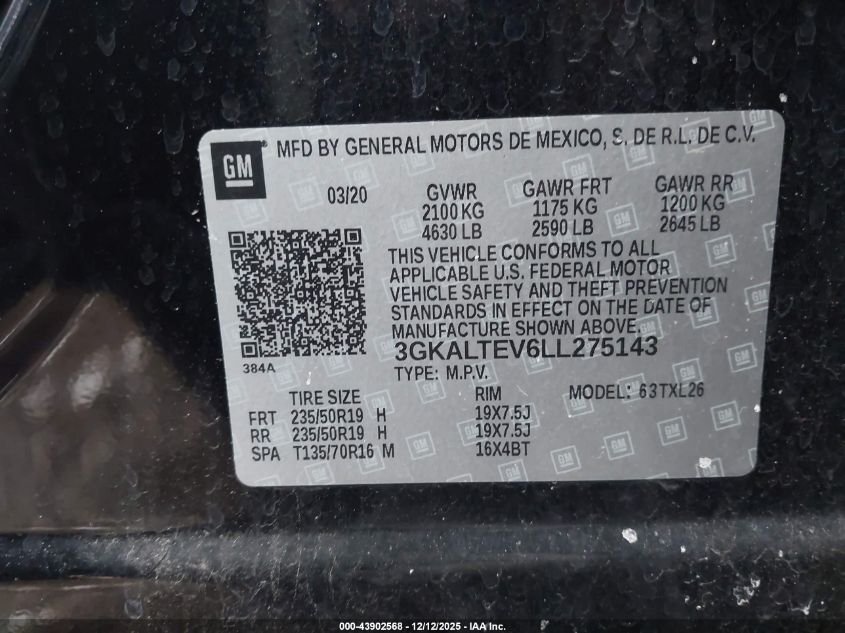 GM
MFD BY GENERAL MOTORS DE MEXICO, S. DE R.L. DE C.V.
03/20
GVWR GAWR FRT GAWR RR
2100 KG 1175 KG 1200 KG
4630 LB 2590 LB 2645 LB
THIS VEHICLE CONFORMS TO ALL
APPLICABLE U.S. FEDERAL MOTOR
VEHICLE SAFETY AND THEFT PREVENTION
STANDARDS IN EFFECT ON THE DATE OF
MANUFACTURE SHOWN ABOVE.
384A
3GKALTEV6LL275143
TYPE: M.P.V.
TIRE SIZE RIM MODEL: 63TXL26
FRT 235/50R19 H 19X7.5J
RR 235/50R19 H 19X7.5J
SPA T135/70R16 M 16X4BT
000-43902568 - 12/12/2025 - IAA Inc.